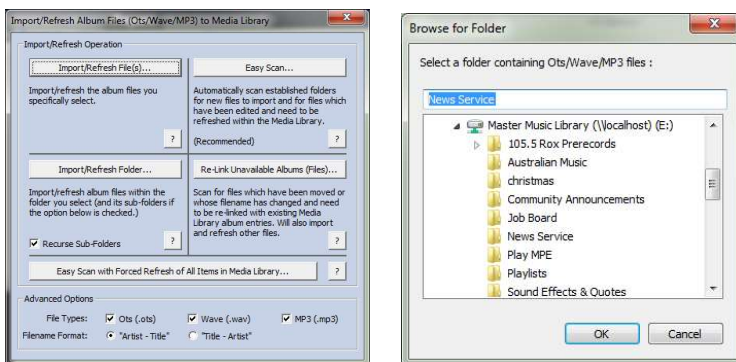 Import/Refresh Album Files (Ots/Wave/MP3) to Media Library
Import/Refresh Operation
Import/Refresh File(s)...
Import/refresh the album files you
specifically select.
?
Easy Scan...
Automatically scan established folders
for new files to import and for files which
have been edited and need to be
refreshed within the Media Library.
(Recommended)
?
Import/Refresh Folder...
Import/refresh album files within the
folder you select (and its sub-folders if
the option below is checked.)
Recurse Sub-Folders
?
Re-Link Unavailable Albums (Files)...
Scan for files which have been moved or
whose filename has changed and need
to be re-linked with existing Media
Library album entries. Will also import
and refresh other files.
?
Easy Scan with Forced Refresh of All Items in Media Library...
?
Advanced Options
File Types: Ots (.ots) Wave (.wav) MP3 (.mp3)
Filename Format: "Artist - Title" "Title - Artist"
Browse for Folder
Select a folder containing Ots/Wave/MP3 files :
News Service
Master Music Library (\\localhost) (E:)
105.5 Rox Prerecords
Australian Music
christmas
Community Announcements
Job Board
News Service
Play MPE
Playlists
Sound Effects & Quotes
OK
Cancel